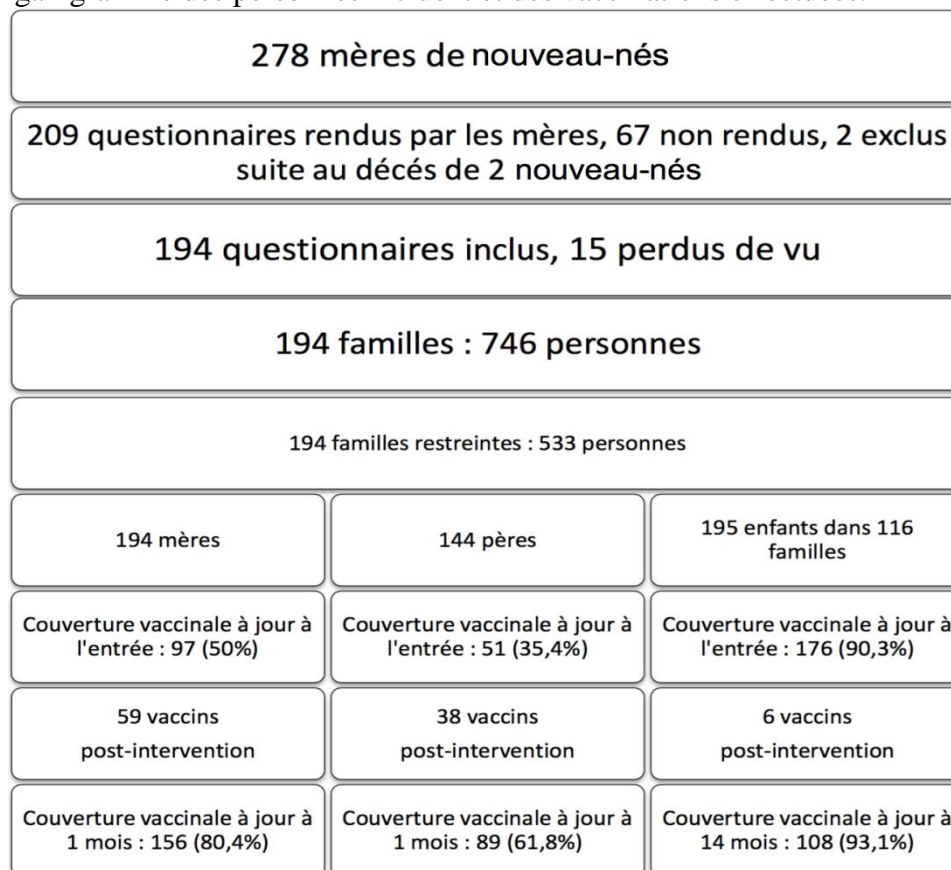 278 mères de nouveau-nés
209 questionnaires rendus par les mères, 67 non rendus, 2 exclus
suite au décés de 2 nouveau-nés
194 questionnaires inclus, 15 perdus de vu
194 familles : 746 personnes
194 familles restreintes : 533 personnes
194 mères
144 pères
195 enfants dans 116
familles
Couverture vaccinale à jour à
l'entrée : 97 (50%)
Couverture vaccinale à jour à
l'entrée : 51 (35,4%)
Couverture vaccinale à jour à
l'entrée : 176 (90,3%)
59 vaccins
post-intervention
38 vaccins
post-intervention
6 vaccins
post-intervention
Couverture vaccinale à jour à
1 mois : 156 (80,4%)
Couverture vaccinale à jour à
1 mois : 89 (61,8%)
Couverture vaccinale à jour à
14 mois : 108 (93,1%)